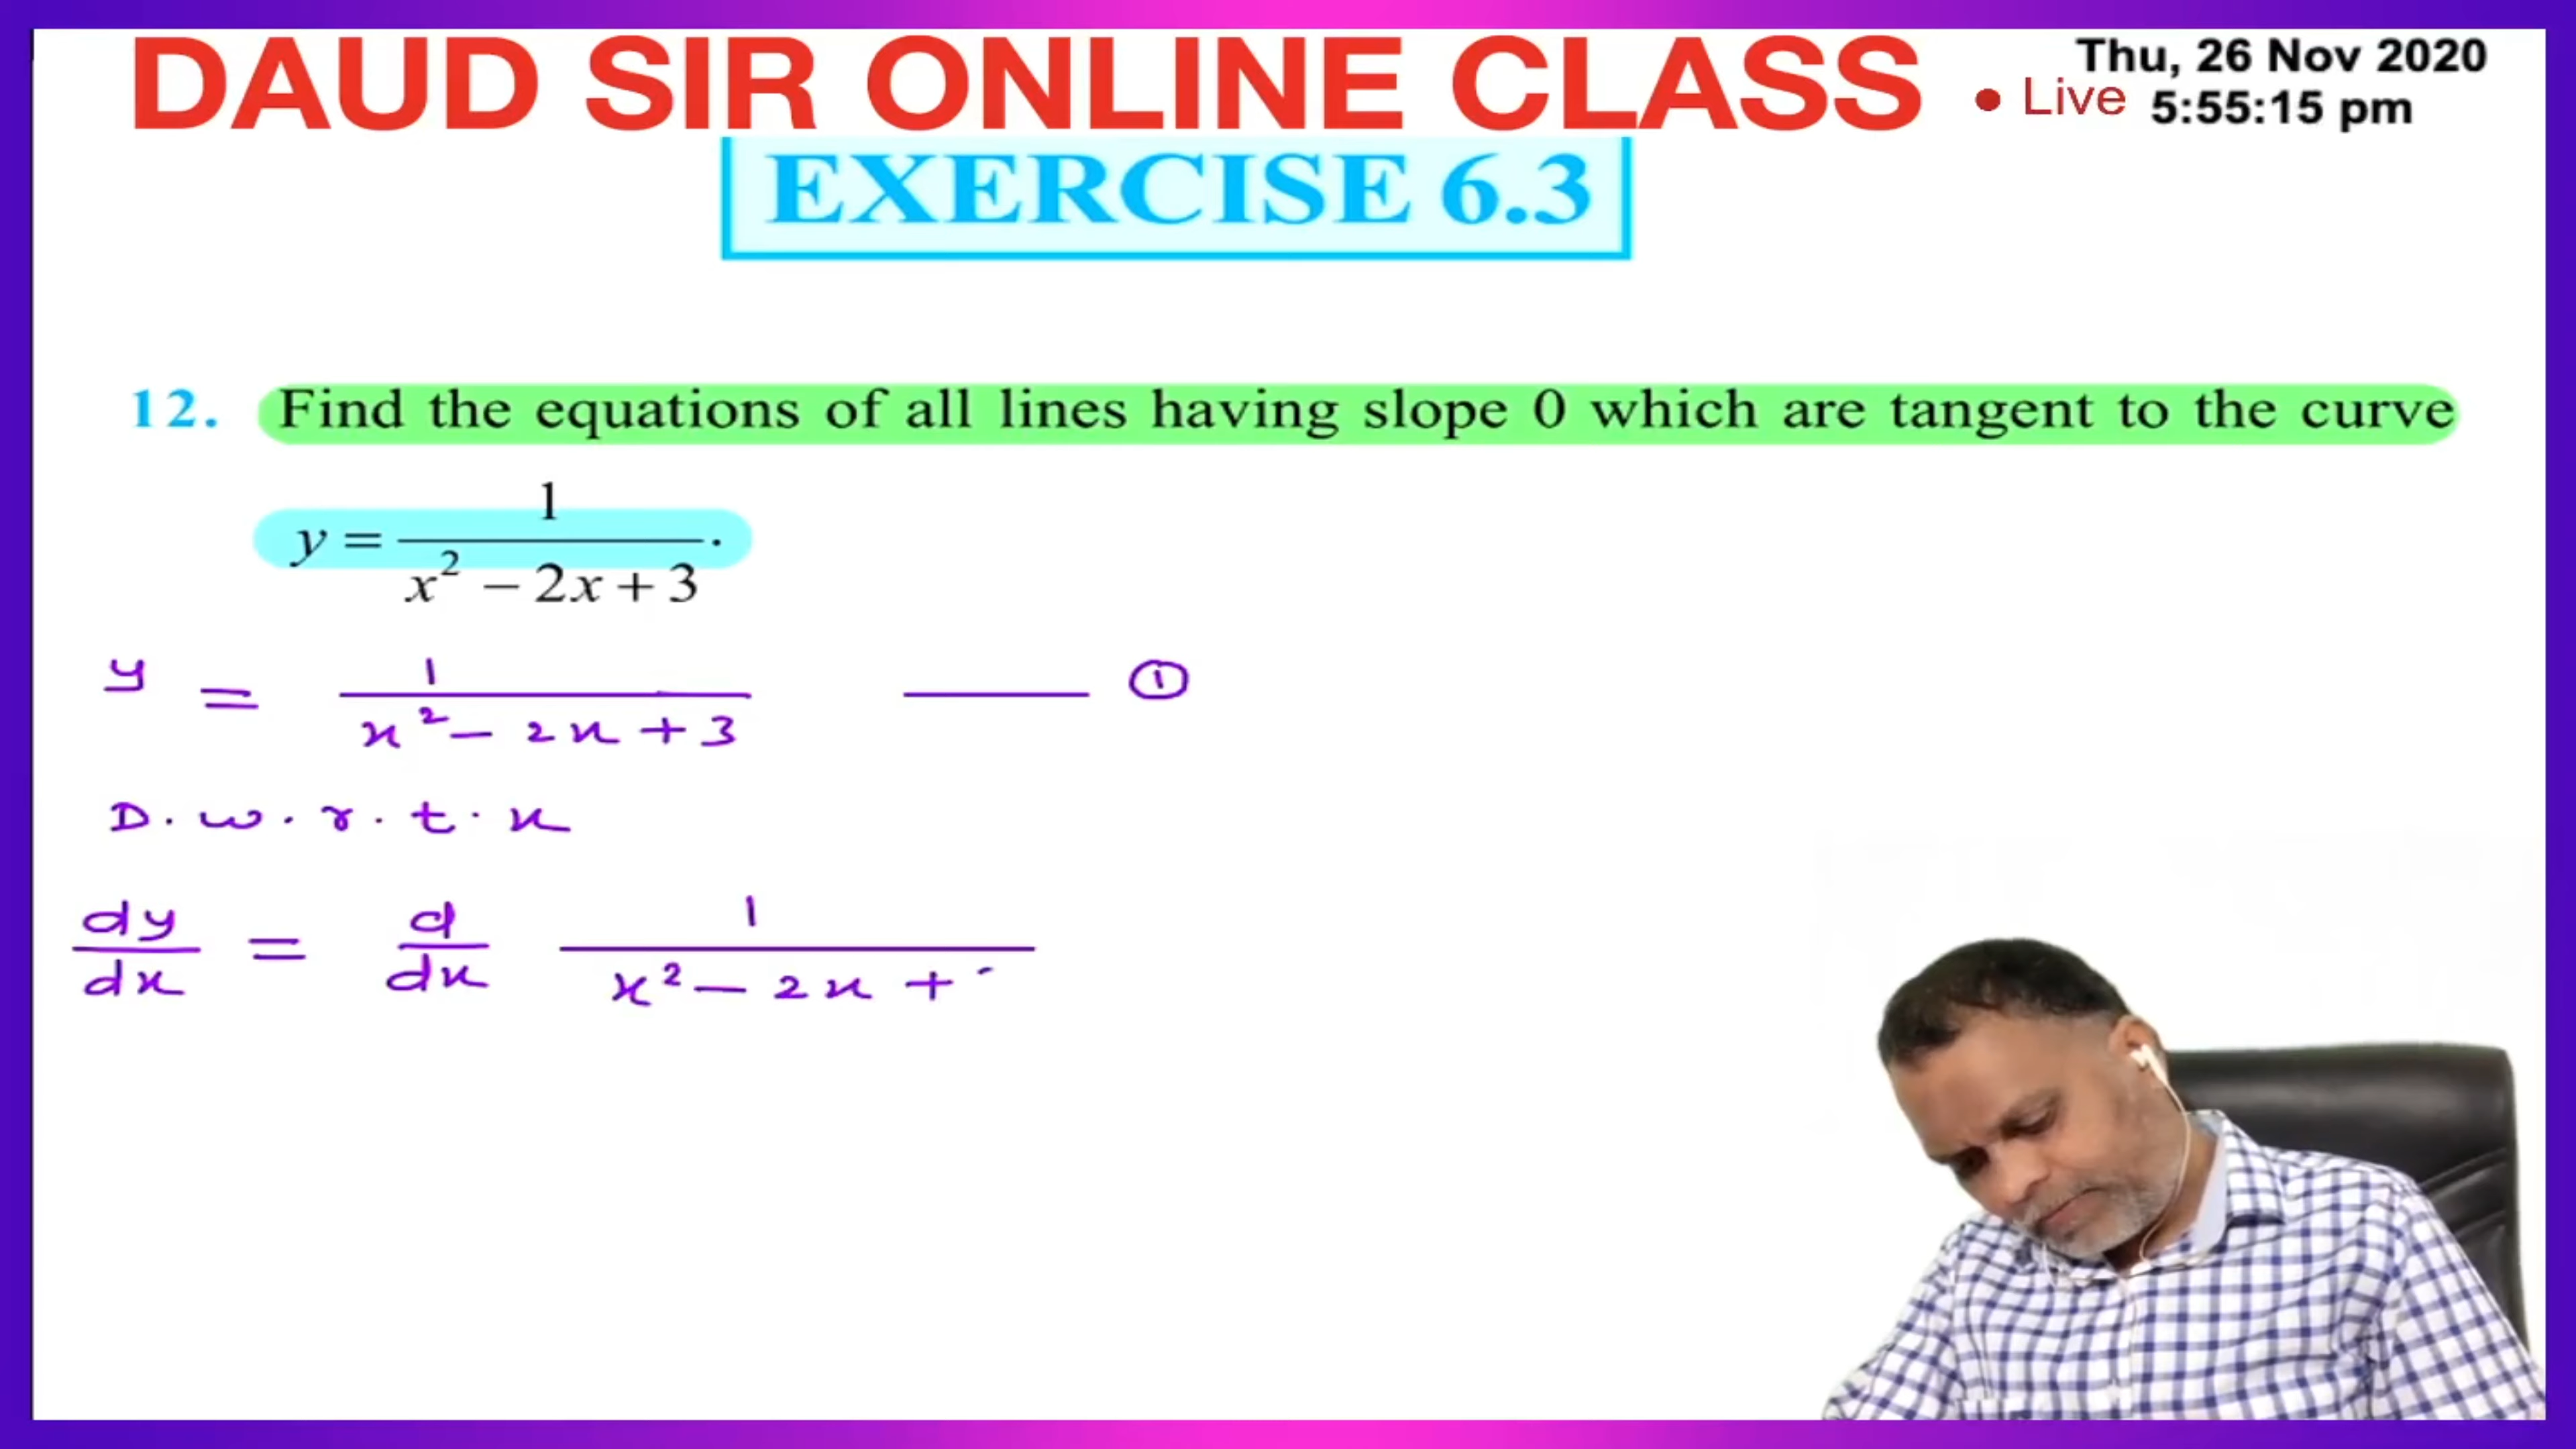 DAUD SIR ONLINE CLASS
Thu, 26 Nov 2020
• Live 5:55:15 pm
EXERCISE 6.3
12. Find the equations of all lines having slope 0 which are tangent to the curve
y = 1/(x² − 2x + 3).
y = 1/(x² − 2x + 3) —— ①
D. w. r. t. x
dy/dx = d/dx 1/(x² − 2x +